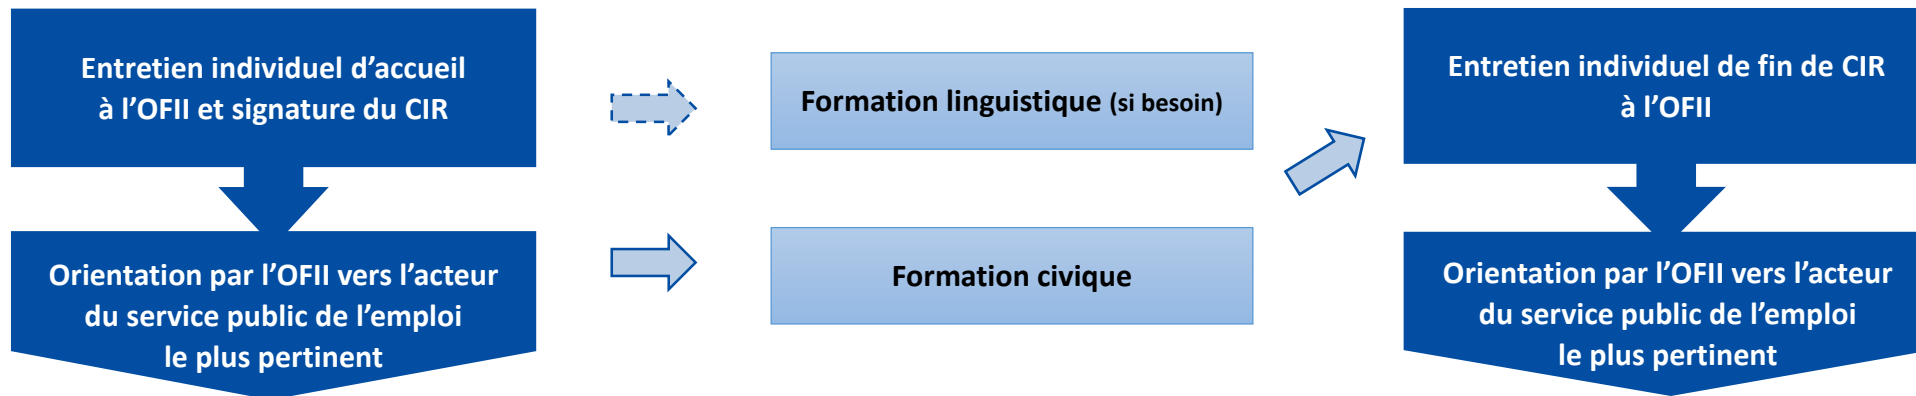 Entretien individuel d’accueil
à l’OFII et signature du CIR
Orientation par l’OFII vers l’acteur
du service public de l’emploi
le plus pertinent
Formation linguistique (si besoin)
Formation civique
Entretien individuel de fin de CIR
à l’OFII
Orientation par l’OFII vers l’acteur
du service public de l’emploi
le plus pertinent